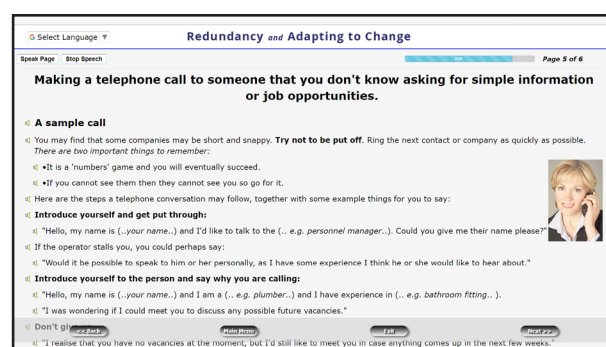 G Select Language ▼
Redundancy and Adapting to Change
Speak Page
Stop Speech
Page 5 of 6
Making a telephone call to someone that you don't know asking for simple information
or job opportunities.
A sample call
You may find that some companies may be short and snappy. Try not to be put off. Ring the next contact or company as quickly as possible.
There are two important things to remember:
•It is a 'numbers' game and you will eventually succeed.
•If you cannot see them then they cannot see you so go for it.
Here are the steps a telephone conversation may follow, together with some example things for you to say:
Introduce yourself and get put through:
"Hello, my name is (..your name..) and I'd like to talk to the (.. e.g. personnel manager..). Could you give me their name please?"
If the operator stalls you, you could perhaps say:
"Would it be possible to speak to him or her personally, as I have some experience I think he or she would like to hear about."
Introduce yourself to the person and say why you are calling:
"Hello, my name is (..your name..) and I am a (.. e.g. plumber..) and I have experience in (.. e.g. bathroom fitting.. ).
"I was wondering if I could meet you to discuss any possible future vacancies."
Don't
<< Back
Main Menu
Exit
Next >>
"I realise that you have no vacancies at the moment, but I'd still like to meet you in case anything comes up in the next few weeks."